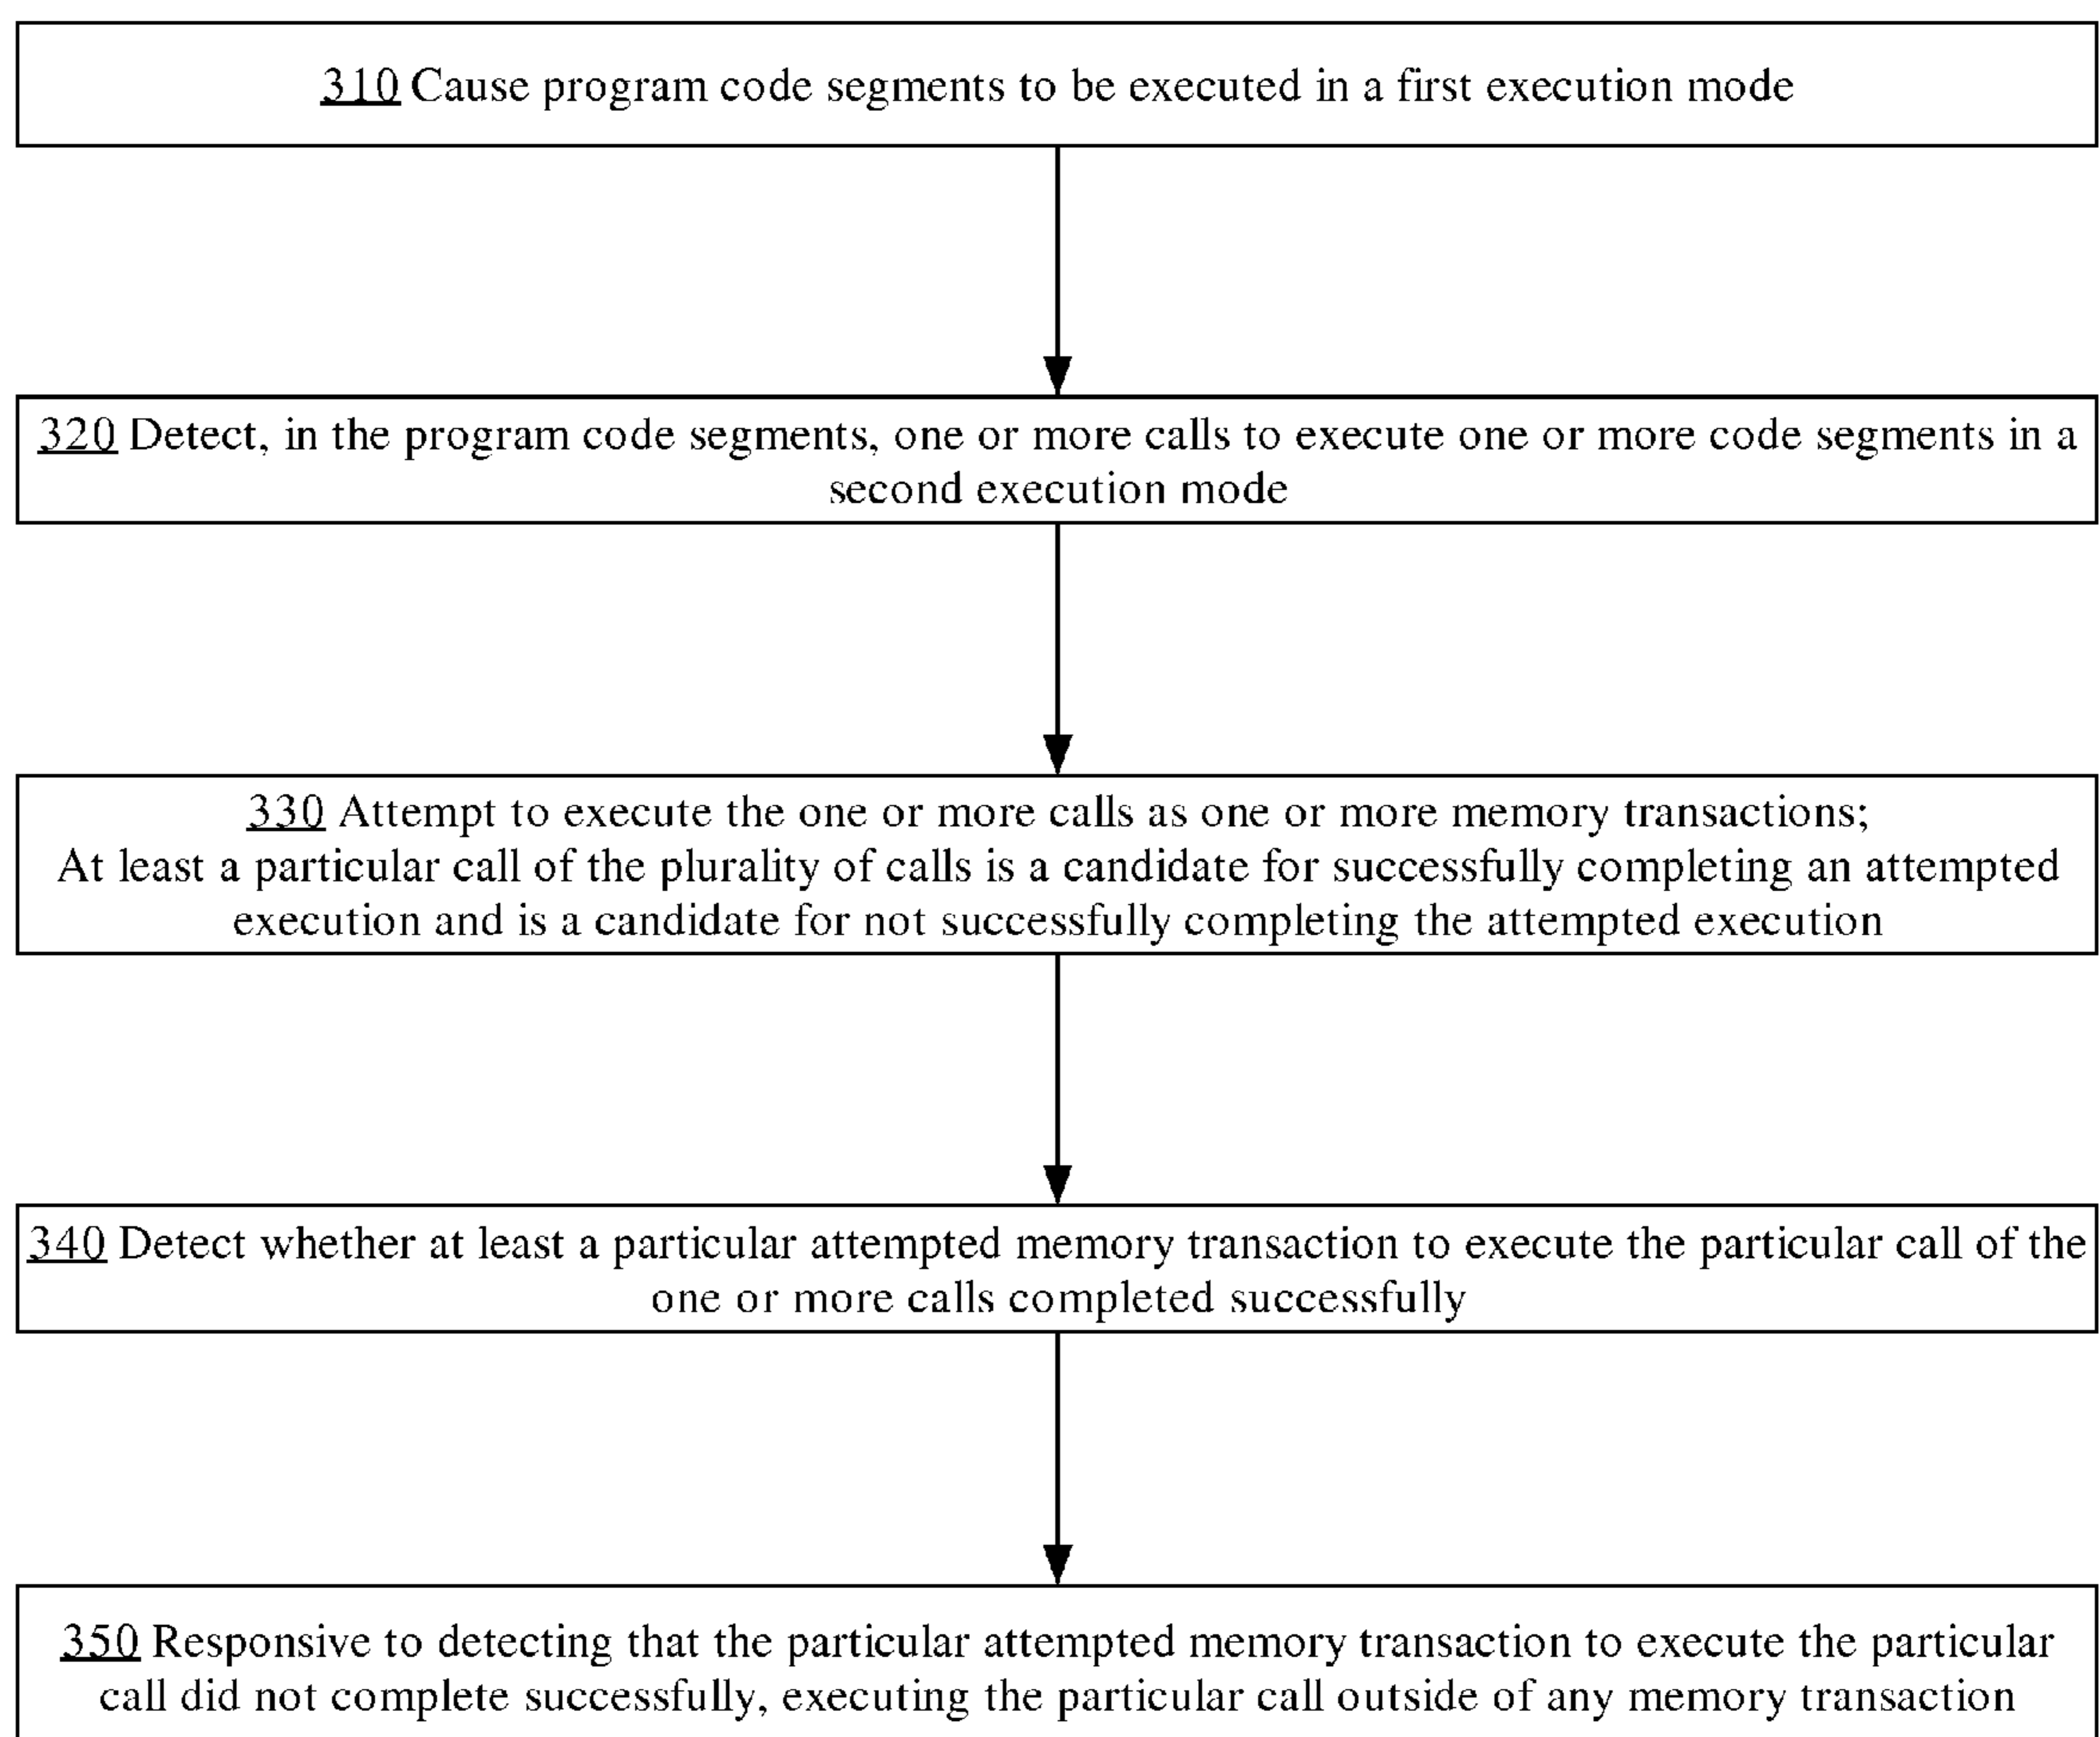 310 Cause program code segments to be executed in a first execution mode
320 Detect, in the program code segments, one or more calls to execute one or more code segments in a
second execution mode
330 Attempt to execute the one or more calls as one or more memory transactions;
At least a particular call of the plurality of calls is a candidate for successfully completing an attempted
execution and is a candidate for not successfully completing the attempted execution
340 Detect whether at least a particular attempted memory transaction to execute the particular call of the
one or more calls completed successfully
350 Responsive to detecting that the particular attempted memory transaction to execute the particular
call did not complete successfully, executing the particular call outside of any memory transaction